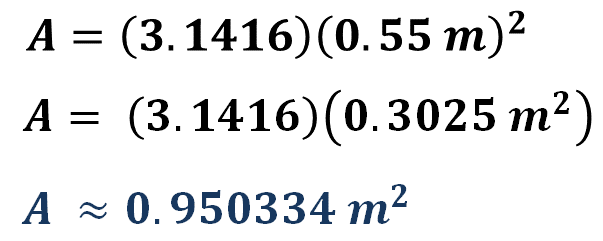 A = (3.1416)(0.55 m)²
A = (3.1416)(0.3025 m²)
A ≈ 0.950334 m²